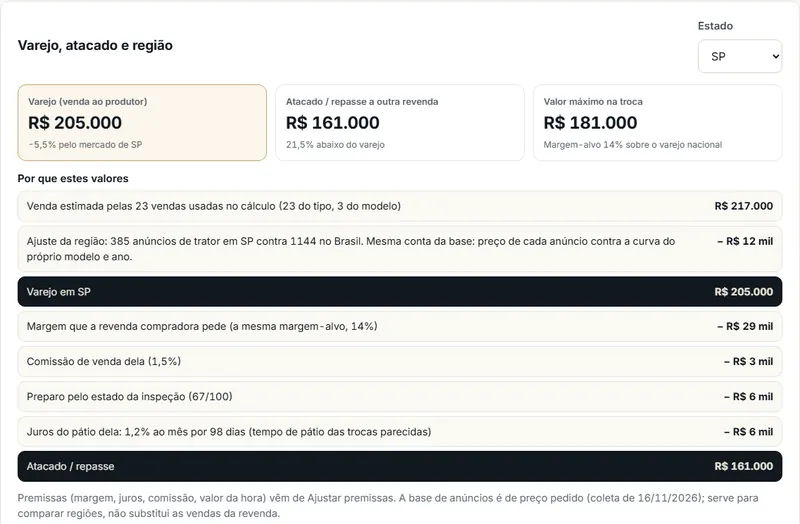 Estado
Varejo, atacado e região
SP
Varejo (venda ao produtor)
R$ 205.000
-5,5% pelo mercado de SP
Atacado / repasse a outra revenda
R$ 161.000
21,5% abaixo do varejo
Valor máximo na troca
R$ 181.000
Margem-alvo 14% sobre o varejo nacional
Por que estes valores
Venda estimada pelas 23 vendas usadas no cálculo (23 do tipo, 3 do modelo) R$ 217.000
Ajuste da região: 385 anúncios de trator em SP contra 1144 no Brasil. Mesma conta da base: preço de cada anúncio contra a curva do – R$ 12 mil
próprio modelo e ano.
Varejo em SP R$ 205.000
Margem que a revenda compradora pede (a mesma margem-alvo, 14%) – R$ 29 mil
Comissão de venda dela (1,5%) – R$ 3 mil
Preparo pelo estado da inspeção (67/100) – R$ 6 mil
Juros do pátio dela: 1,2% ao mês por 98 dias (tempo de pátio das trocas parecidas) – R$ 6 mil
Atacado / repasse R$ 161.000
Premissas (margem, juros, comissão, valor da hora) vêm de Ajustar premissas. A base de anúncios é de preço pedido (coleta de 16/11/2026); serve para
comparar regiões, não substitui as vendas da revenda.